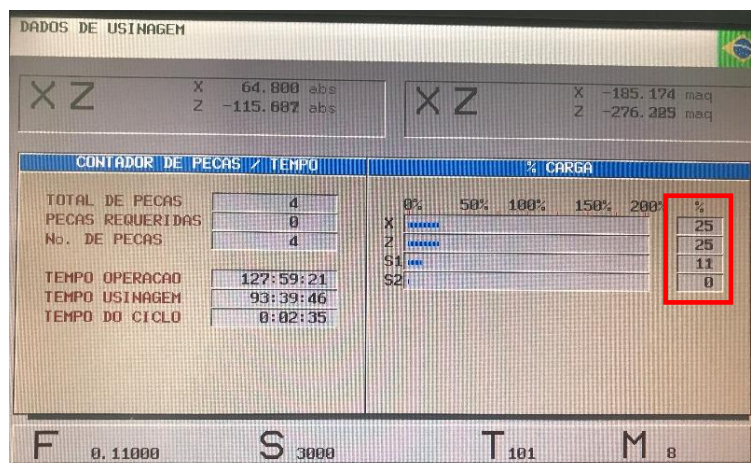 DADOS DE USINAGEM
X Z X 64.800 abs
Z -115.687 abs
X Z X -185.174 maq
Z -276.205 maq
CONTADOR DE PECAS / TEMPO
TOTAL DE PECAS 4
PECAS REQUERIDAS 0
No. DE PECAS 4
TEMPO OPERACAO 127:59:21
TEMPO USINAGEM 93:39:46
TEMPO DO CICLO 0:02:35
% CARGA
0% 50% 100% 150% 200% %
X 25
Z 25
S1 11
S2 0
F 0.11000 S 3000 T 101 M 8